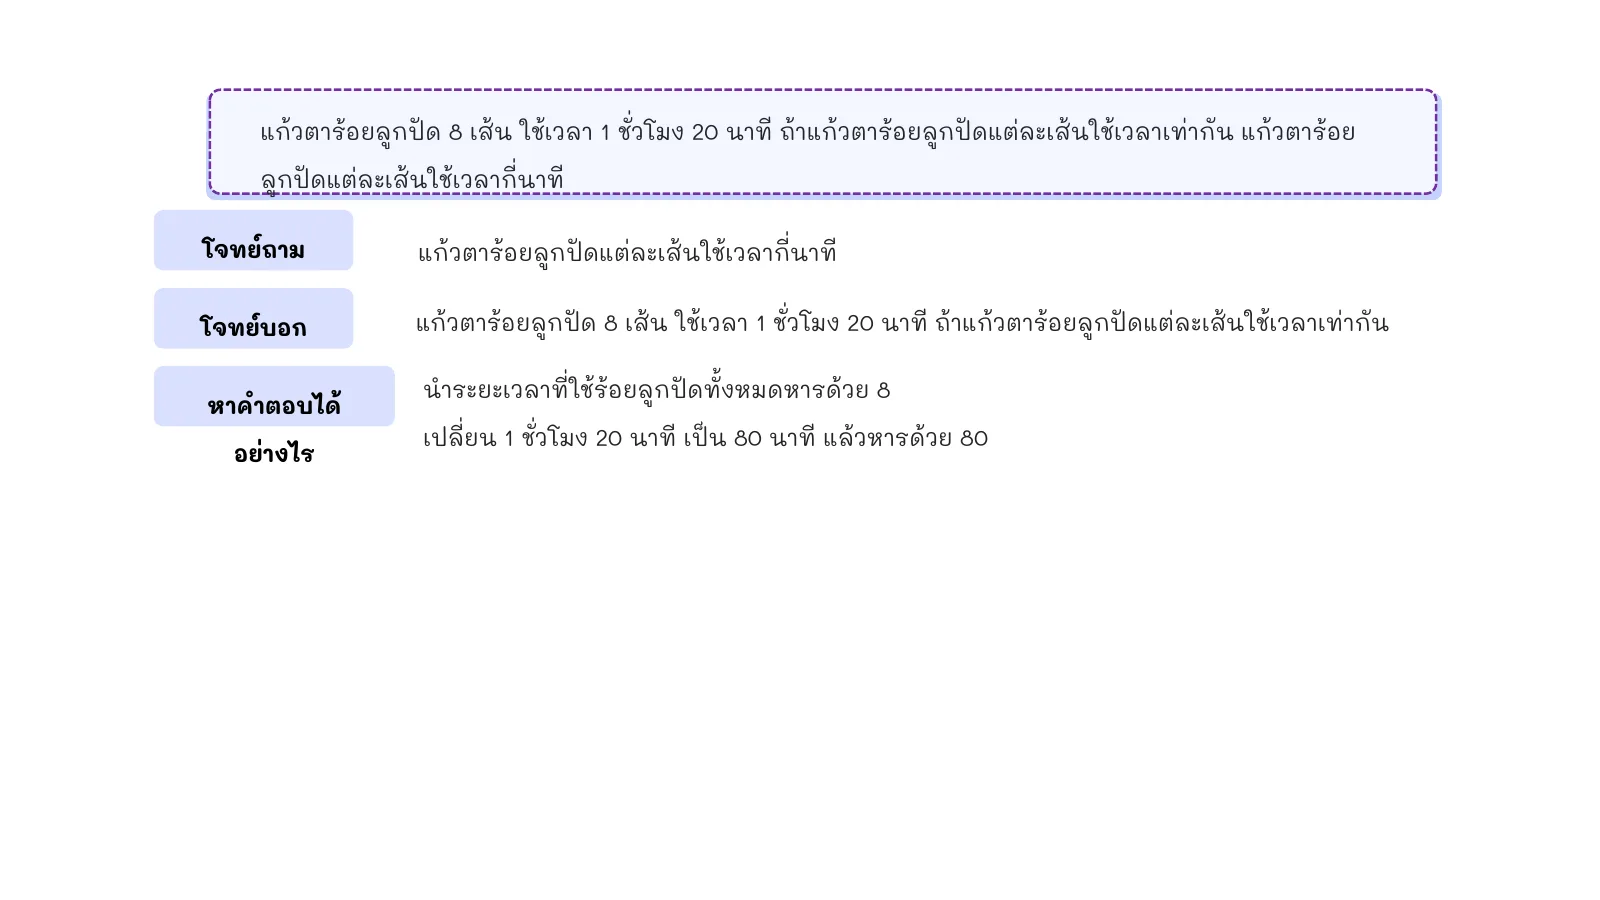 แก้วตาร้อยลูกปัด 8 เส้น ใช้เวลา 1 ชั่วโมง 20 นาที ถ้าแก้วตาร้อยลูกปัดแต่ละเส้นใช้เวลาเท่ากัน แก้วตาร้อย
ลูกปัดแต่ละเส้นใช้เวลากี่นาที
โจทย์ถาม
แก้วตาร้อยลูกปัดแต่ละเส้นใช้เวลากี่นาที
โจทย์บอก
แก้วตาร้อยลูกปัด 8 เส้น ใช้เวลา 1 ชั่วโมง 20 นาที ถ้าแก้วตาร้อยลูกปัดแต่ละเส้นใช้เวลาเท่ากัน
หาคำตอบได้
อย่างไร
นำระยะเวลาที่ใช้ร้อยลูกปัดทั้งหมดหารด้วย 8
เปลี่ยน 1 ชั่วโมง 20 นาที เป็น 80 นาที แล้วหารด้วย 80